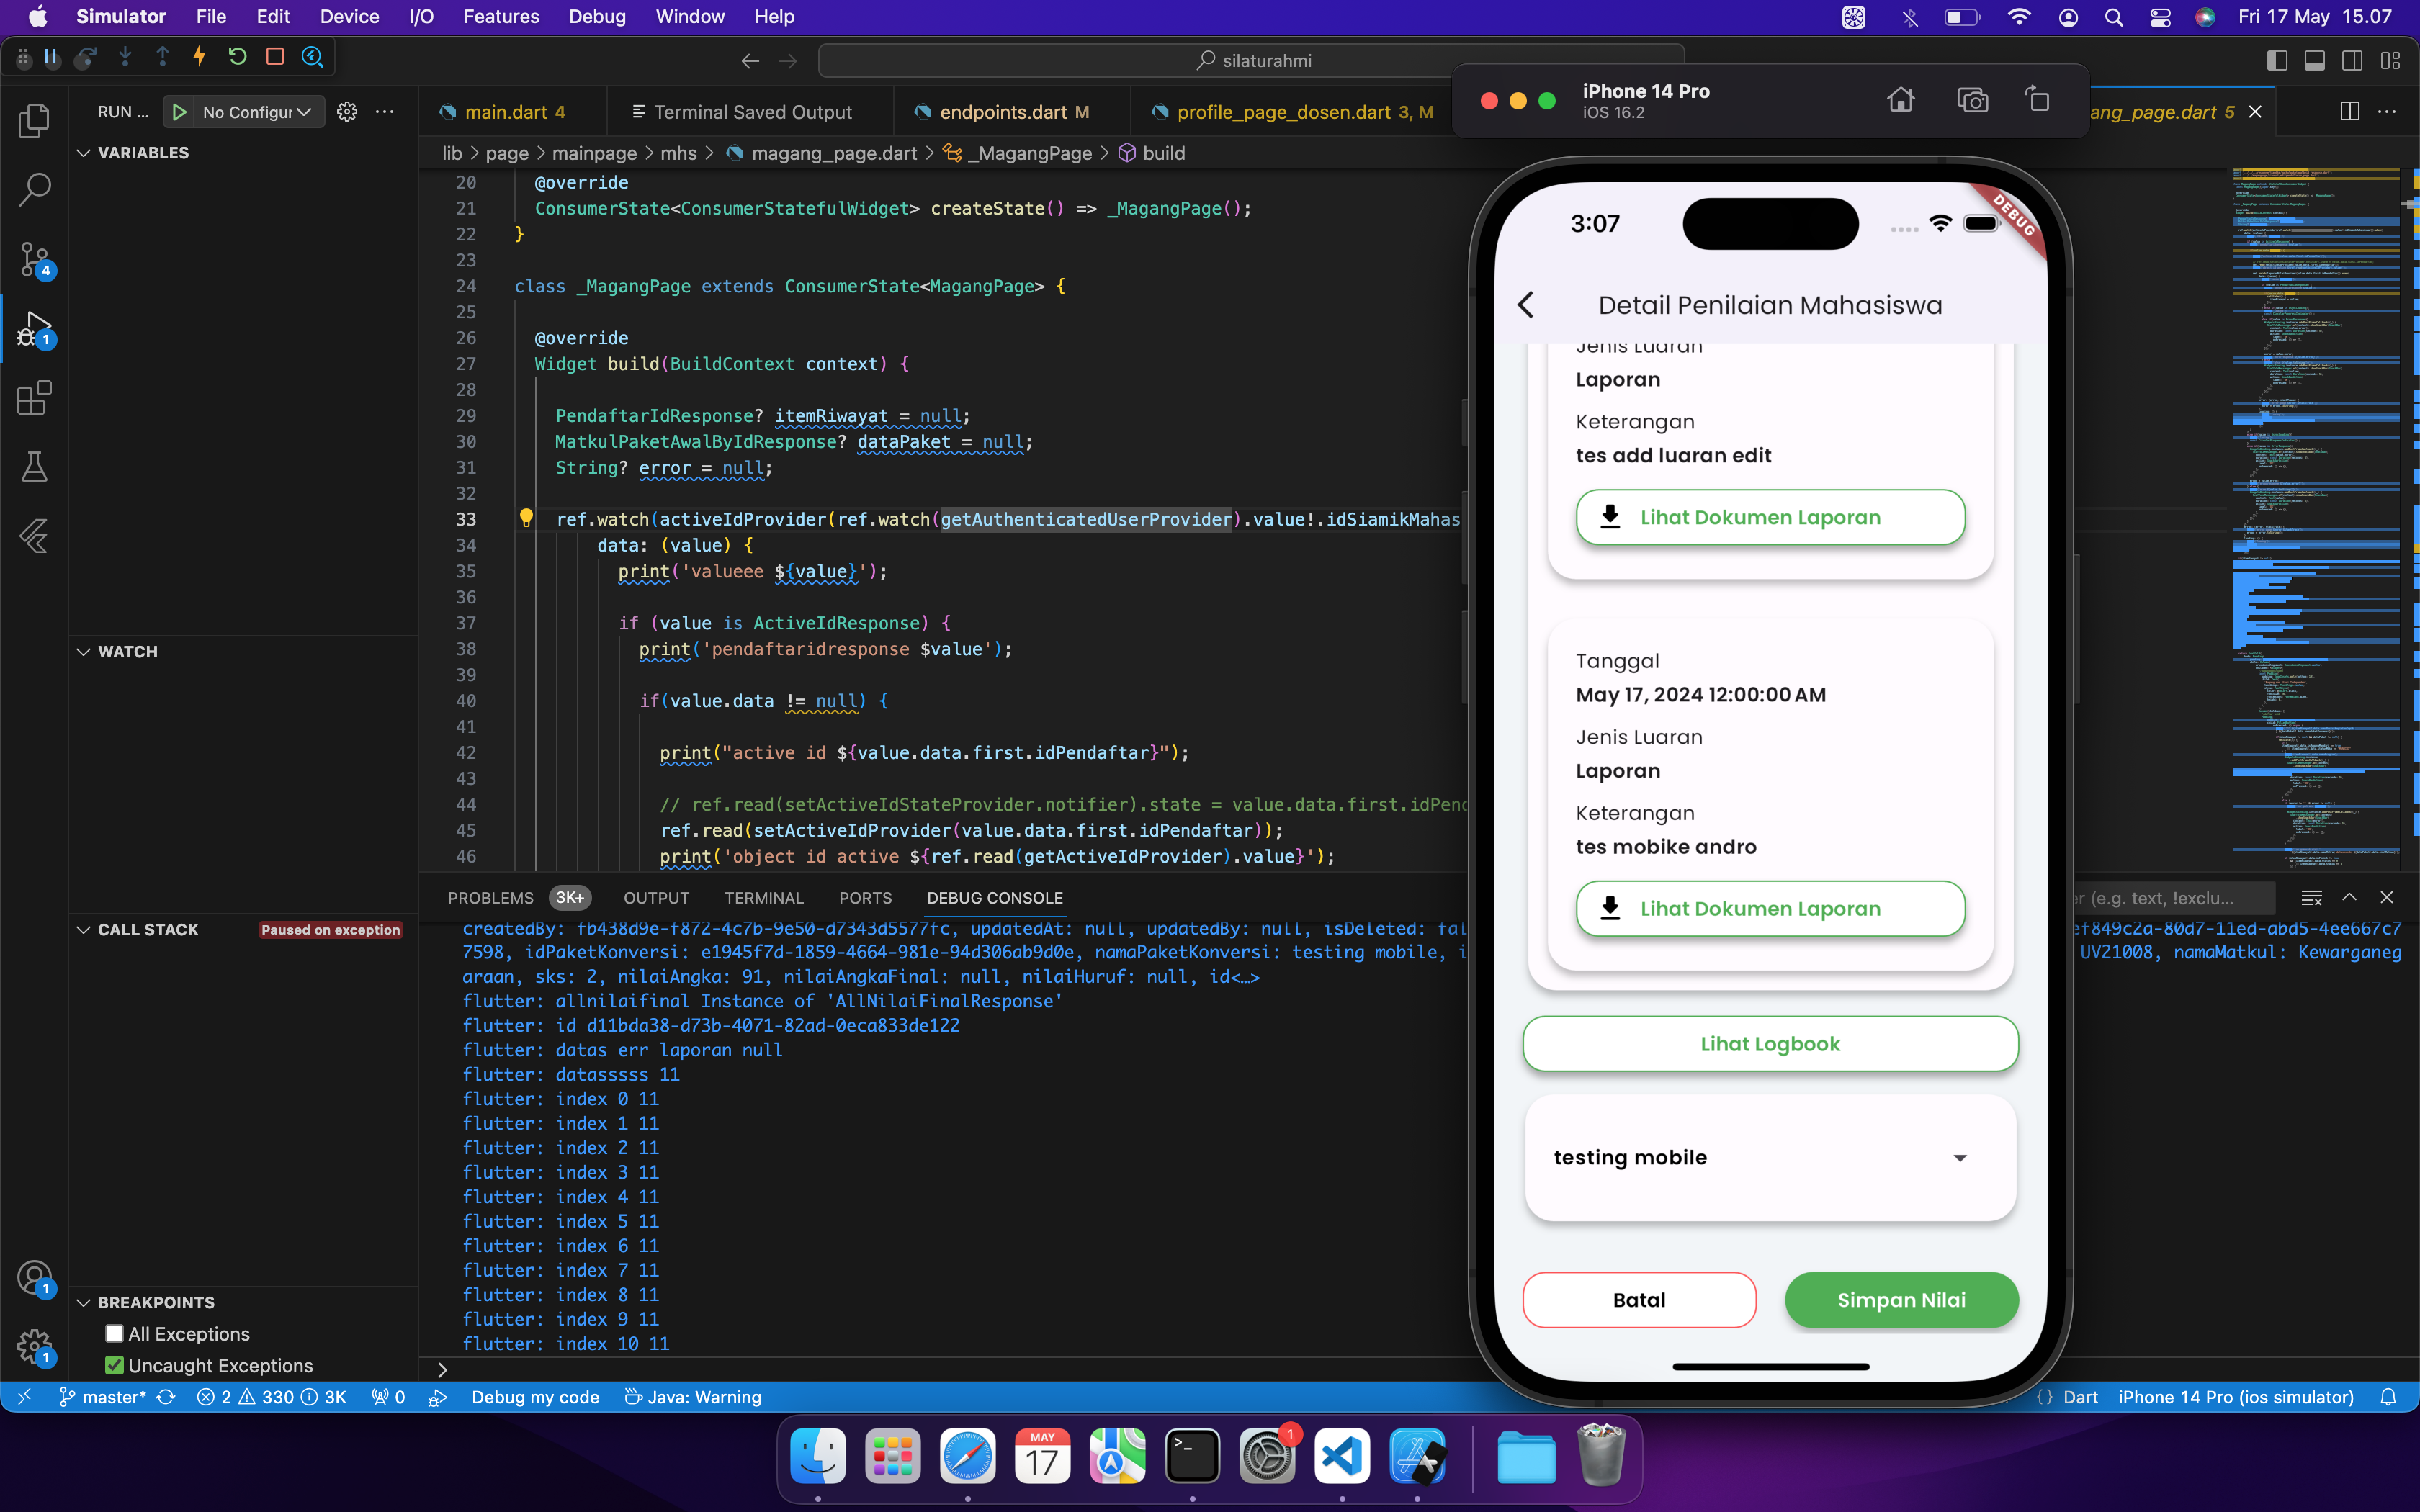 Simulator File Edit Device I/O Features Debug Window Help
Fri 17 May 15.07
silaturahmi
RUN ... No Configur
main.dart 4
Terminal Saved Output
endpoints.dart M
profile_page_dosen.dart 3, M
ang_page.dart 5
lib > page > mainpage > mhs > magang_page.dart > _MagangPage > build
VARIABLES
WATCH
CALL STACK
Paused on exception
BREAKPOINTS
All Exceptions
Uncaught Exceptions
4
1
1
1
20 @override
21 ConsumerState<ConsumerStatefulWidget> createState() => _MagangPage();
22 }
23
24 class _MagangPage extends ConsumerState<MagangPage> {
25
26 @override
27 Widget build(BuildContext context) {
28
29 PendaftarIdResponse? itemRiwayat = null;
30 MatkulPaketAwalByIdResponse? dataPaket = null;
31 String? error = null;
32
33 ref.watch(activeIdProvider(ref.watch(getAuthenticatedUserProvider).value!.idSiamikMahas
34 data: (value) {
35 print('valueee ${value}');
36
37 if (value is ActiveIdResponse) {
38 print('pendaftaridresponse $value');
39
40 if(value.data != null) {
41
42 print("active id ${value.data.first.idPendaftar}");
43
44 // ref.read(setActiveIdStateProvider.notifier).state = value.data.first.idPend
45 ref.read(setActiveIdProvider(value.data.first.idPendaftar));
46 print('object id active ${ref.read(getActiveIdProvider).value}');
PROBLEMS 3K+ OUTPUT TERMINAL PORTS DEBUG CONSOLE
er (e.g. text, !exclu...
createdBy: fb438d9e-f872-4c7b-9e50-d7343d5577fc, updatedAt: null, updatedBy: null, isDeleted: fal
ef849c2a-80d7-11ed-abd5-4ee667c7
7598, idPaketKonversi: e1945f7d-1859-4664-981e-94d306ab9d0e, namaPaketKonversi: testing mobile, i
UV21008, namaMatkul: Kewarganeg
araan, sks: 2, nilaiAngka: 91, nilaiAngkaFinal: null, nilaiHuruf: null, id<…>
flutter: allnilaifinal Instance of 'AllNilaiFinalResponse'
flutter: id d11bda38-d73b-4071-82ad-0eca833de122
flutter: datas err laporan null
flutter: datasssss 11
flutter: index 0 11
flutter: index 1 11
flutter: index 2 11
flutter: index 3 11
flutter: index 4 11
flutter: index 5 11
flutter: index 6 11
flutter: index 7 11
flutter: index 8 11
flutter: index 9 11
flutter: index 10 11
iPhone 14 Pro
iOS 16.2
3:07
DEBUG
Detail Penilaian Mahasiswa
Jenis Luaran
Laporan
Keterangan
tes add luaran edit
Lihat Dokumen Laporan
Tanggal
May 17, 2024 12:00:00 AM
Jenis Luaran
Laporan
Keterangan
tes mobike andro
Lihat Dokumen Laporan
Lihat Logbook
testing mobile
Batal
Simpan Nilai
master* 2 330 3K 0 Debug my code Java: Warning
{ } Dart iPhone 14 Pro (ios simulator)
MAY
17
1